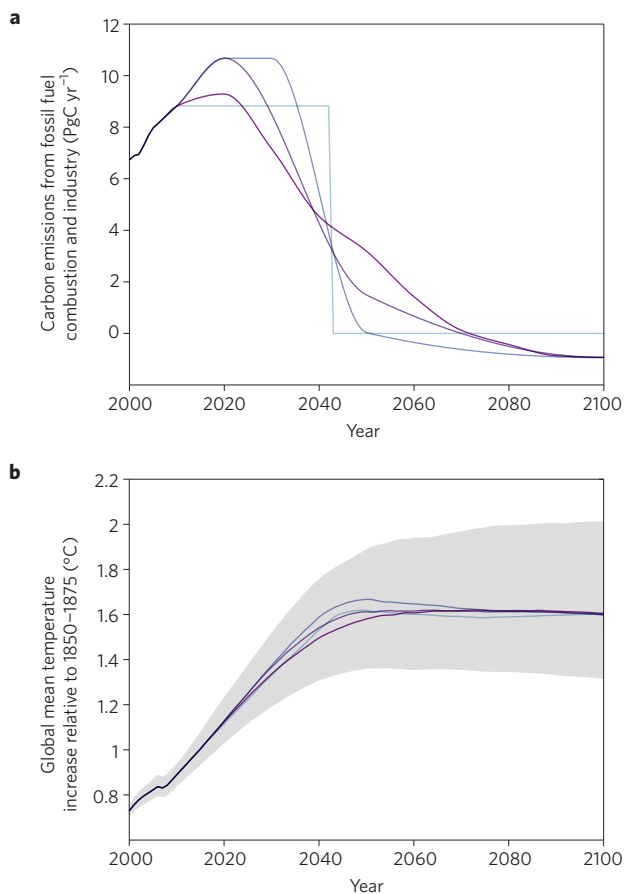 a
Carbon emissions from fossil fuel
combustion and industry (PgC yr⁻¹)
12
10
8
6
4
2
0
2000 2020 2040 2060 2080 2100
Year
b
Global mean temperature
increase relative to 1850–1875 (°C)
2.2
2
1.8
1.6
1.4
1.2
1
0.8
2000 2020 2040 2060 2080 2100
Year